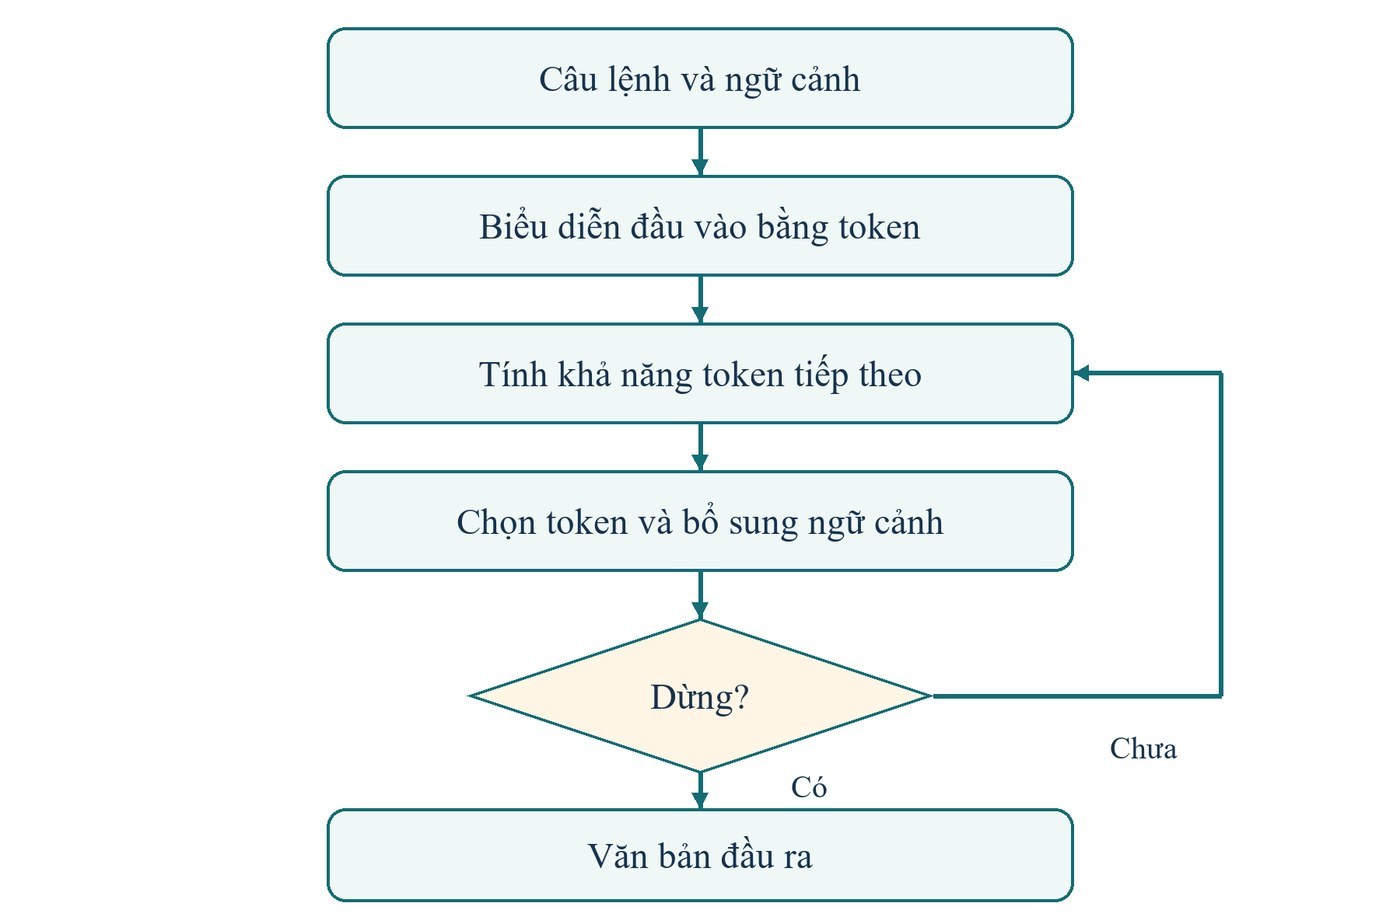 Câu lệnh và ngữ cảnh
Biểu diễn đầu vào bằng token
Tính khả năng token tiếp theo
Chọn token và bổ sung ngữ cảnh
Dừng?
Chưa
Có
Văn bản đầu ra